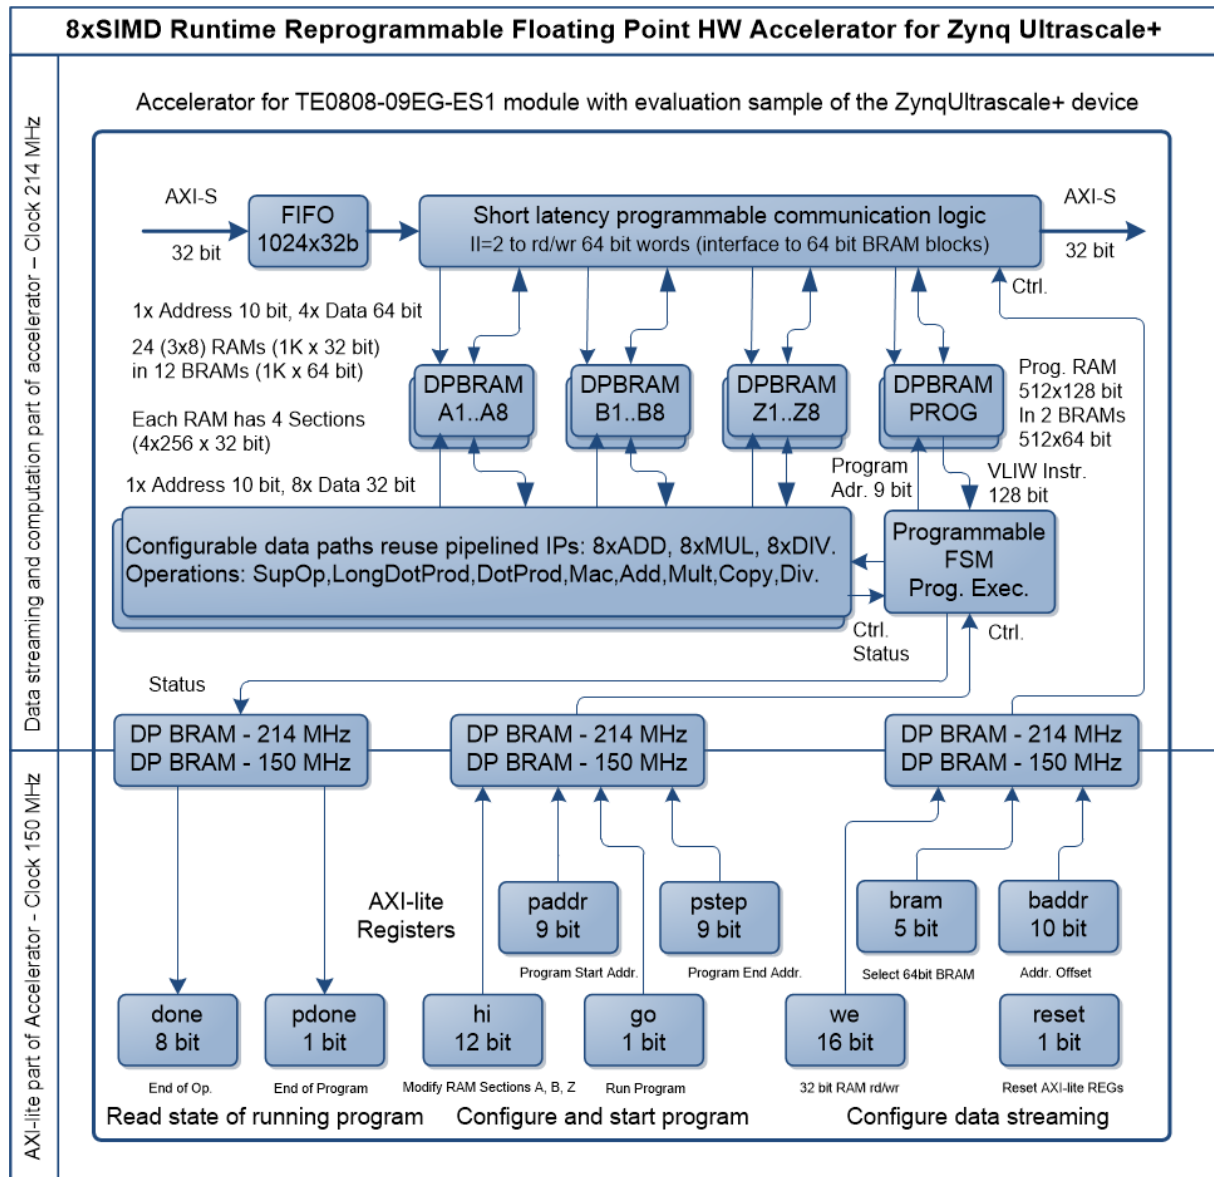 8xSIMD Runtime Reprogrammable Floating Point HW Accelerator for Zynq Ultrascale+
Data streaming and computation part of accelerator – Clock 214 MHz
Accelerator for TE0808-09EG-ES1 module with evaluation sample of the ZynqUltrascale+ device
AXI-S
32 bit
FIFO
1024x32b
Short latency programmable communication logic
II=2 to rd/wr 64 bit words (interface to 64 bit BRAM blocks)
AXI-S
32 bit
Ctrl.
1x Address 10 bit, 4x Data 64 bit
24 (3x8) RAMs (1K x 32 bit)
in 12 BRAMs (1K x 64 bit)
Each RAM has 4 Sections
(4x256 x 32 bit)
1x Address 10 bit, 8x Data 32 bit
DPBRAM
A1..A8
DPBRAM
B1..B8
DPBRAM
Z1..Z8
DPBRAM
PROG
Prog. RAM
512x128 bit
In 2 BRAMs
512x64 bit
Program
Adr. 9 bit
VLIW Instr.
128 bit
Configurable data paths reuse pipelined IPs: 8xADD, 8xMUL, 8xDIV.
Operations: SupOp,LongDotProd,DotProd,Mac,Add,Mult,Copy,Div.
Programmable
FSM
Prog. Exec.
Ctrl.
Status
Ctrl.
Status
DP BRAM - 214 MHz
DP BRAM - 150 MHz
DP BRAM - 214 MHz
DP BRAM - 150 MHz
DP BRAM - 214 MHz
DP BRAM - 150 MHz
AXI-lite part of Accelerator - Clock 150 MHz
AXI-lite
Registers
paddr
9 bit
Program Start Addr.
pstep
9 bit
Program End Addr.
bram
5 bit
Select 64bit BRAM
baddr
10 bit
Addr. Offset
done
8 bit
End of Op.
pdone
1 bit
End of Program
hi
12 bit
Modify RAM Sections A, B, Z
go
1 bit
Run Program
we
16 bit
32 bit RAM rd/wr
reset
1 bit
Reset AXI-lite REGs
Read state of running program
Configure and start program
Configure data streaming